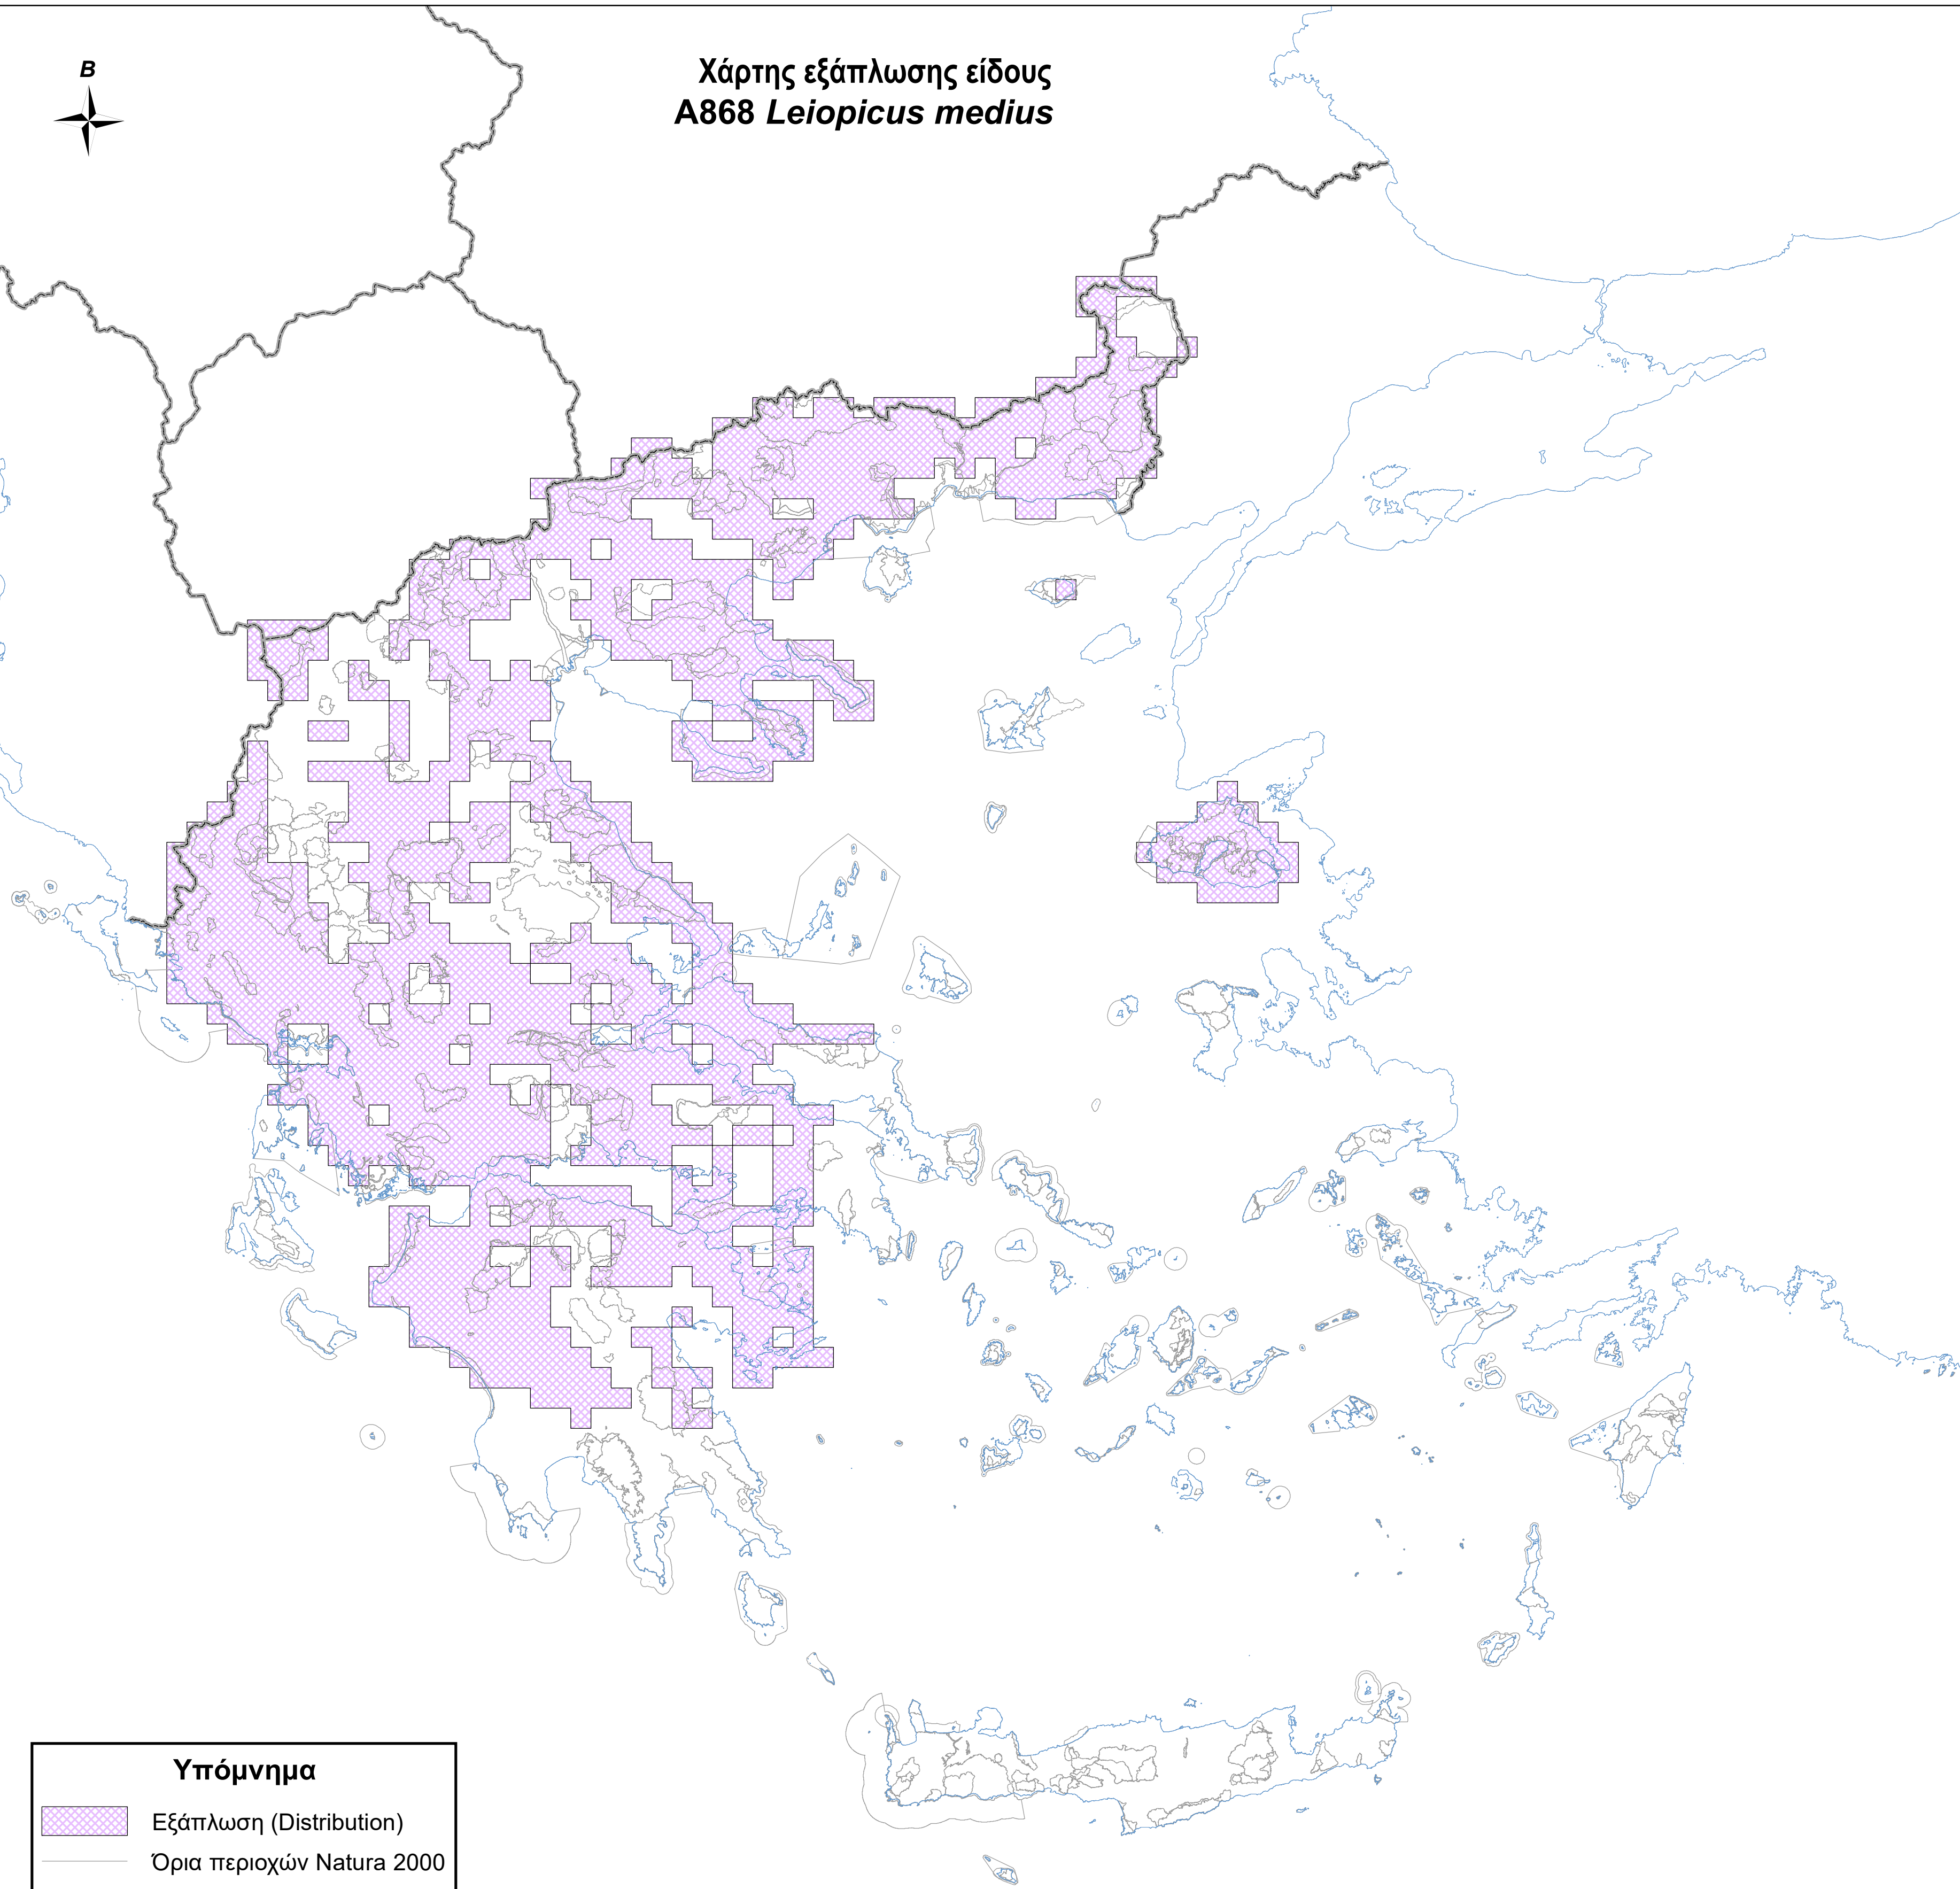 B
Χάρτης εξάπλωσης είδους
A868 Leiopicus medius
Υπόμνημα
Εξάπλωση (Distribution)
Όρια περιοχών Natura 2000